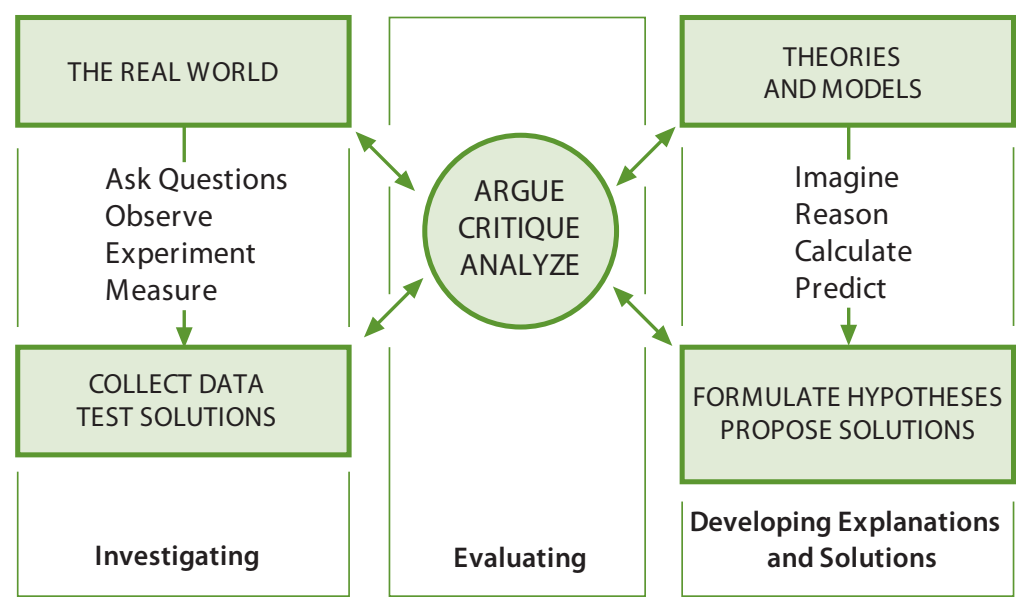 THE REAL WORLD
Ask Questions
Observe
Experiment
Measure
COLLECT DATA
TEST SOLUTIONS
Investigating
ARGUE
CRITIQUE
ANALYZE
Evaluating
THEORIES
AND MODELS
Imagine
Reason
Calculate
Predict
FORMULATE HYPOTHESES
PROPOSE SOLUTIONS
Developing Explanations
and Solutions